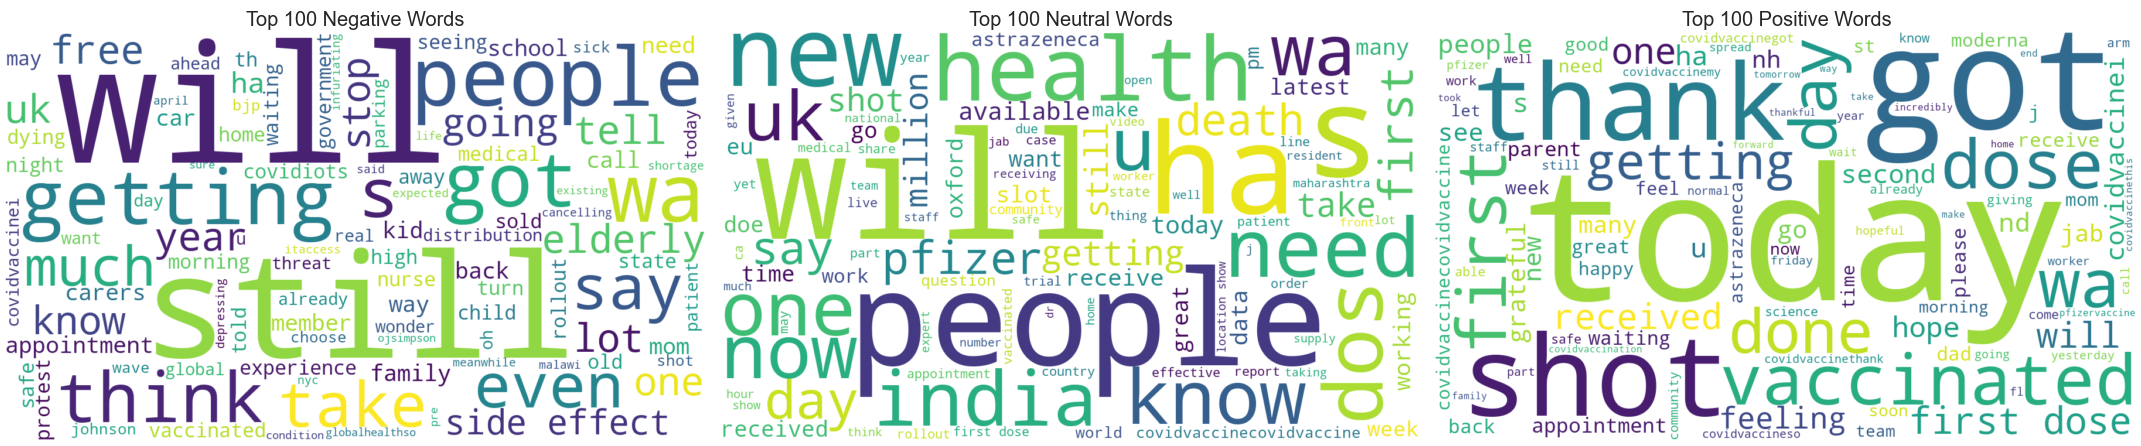 Top 100 Negative Words
may
free
ahead
th
ha
bjp
april
car
uk
dying
night
home
waiting
government
infuriating
stop
parking
seeing
school
sick
need
will
people
going
life
tell
call
medical
today
shortage
sure
said
covidiots
away
expected
existing
getting
day
s
got
wa
cancelling
sold
year
u
real
kid
distribution
elderly
covidvaccinei
want
itaccess
morning
threat
high
nurse
back
turn
state
much
carers
still
already
way
child
rollout
say
patient
know
depressing
told
member
wonder
choose
ojsimpson
oh
lot
mom
appointment
meanwhile
malawi
old
shot
safe
wave
global
experience
family
protest
think
nyc
take
even
one
pre
side effect
johnson
vaccinated
condition
globalhealthso
Top 100 Neutral Words
new
year
astrazeneca
health
open
pm
wa
many
latest
given
uk
shot
national
go
million
available
make
video
due
jab
case
want
receiving
still
u
death
line
resident
ha
s
first
eu
medical
share
will
oxford
slot
community
safe
state
worker
well
maharashtra
take
yet
team
live
staff
thing
today
patient
front
lot
doe
say
ca
time
part
work
pfizer
getting
question
trial
receive
need
j
order
much
one
may
now
people
expert
vaccinated
number
dr
home
great
data
location show
supply
dos
working
appointment
country
effective
report
taking
hour
show
day
india
know
received
think
rollout
first dose
world
covidvaccinecovidvaccine
week
Top 100 Positive Words
people
pfizer
well
work
took
let
good
need
covidvaccinegot
spread
one
ha
covidvaccinemy
nh
tomorrow
way
day
st
know
moderna
arm
end
got
s
thank
thankful
year
take
incredibly
j
receive
see
staff
parent
still
getting
forward
wait
home
dose
covidvaccinei
covidvaccinecovidvaccine
first
week
feel
normal
second
already
mom
able
grateful
new
many
great
happy
today
u
astrazeneca
go
now
friday
hopeful
make
giving
nd
jab
covidvaccinethis
time
please
worker
wa
call
received
science
done
morning
hope
come
pfizervaccine
will
shot
safe
waiting
covidvaccination
covidvaccinethank
dad
going
yesterday
family
part
community
vaccinated
fl
back
appointment
feeling
covidvaccineso
team
soon
first dose